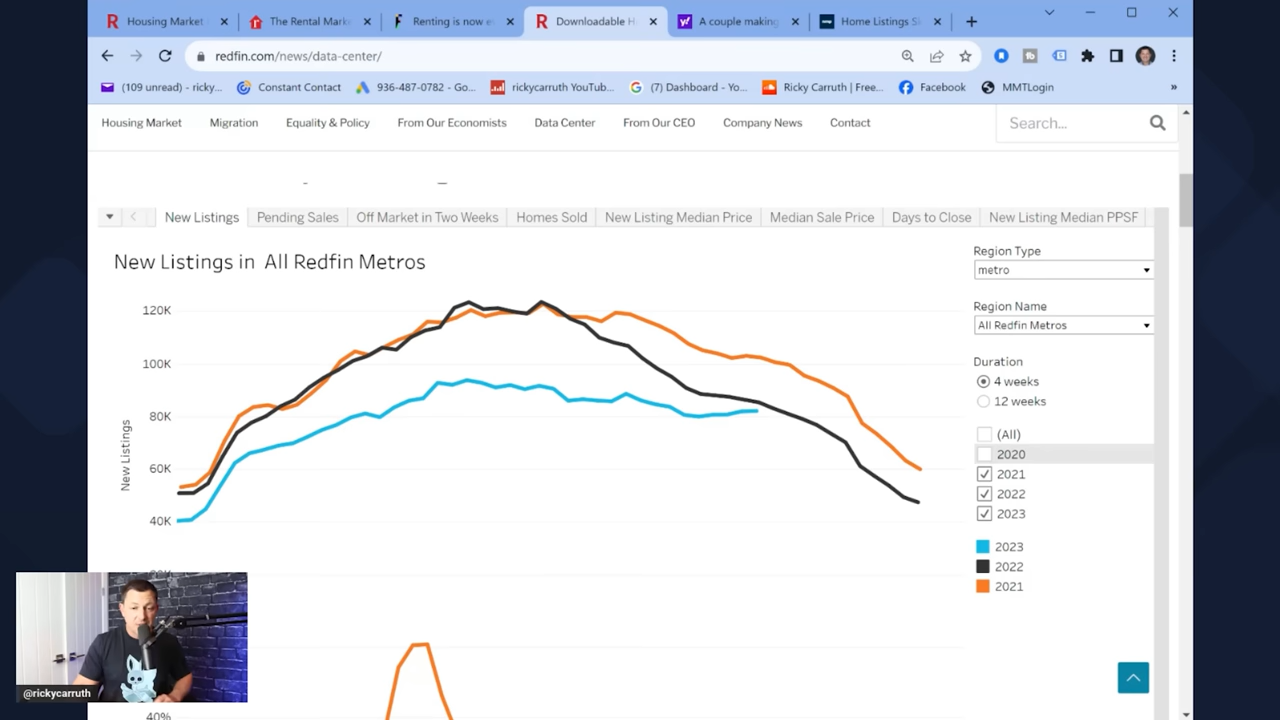 Housing Market
The Rental Mark
Renting is now e
Downloadable H
A couple making
Home Listings S
redfin.com/news/data-center/
(109 unread) - ricky...
Constant Contact
936-487-0782 - Go...
rickycarruth YouTub...
(7) Dashboard - Yo...
Ricky Carruth | Free...
Facebook
MMTLogin
»
Housing Market
Migration
Equality & Policy
From Our Economists
Data Center
From Our CEO
Company News
Contact
Search...
New Listings
Pending Sales
Off Market in Two Weeks
Homes Sold
New Listing Median Price
Median Sale Price
Days to Close
New Listing Median PPSF
New Listings in All Redfin Metros
120K
100K
80K
60K
40K
New Listings
Region Type
metro
Region Name
All Redfin Metros
Duration
4 weeks
12 weeks
(All)
2020
2021
2022
2023
2023
2022
2021
40%
@rickycarruth